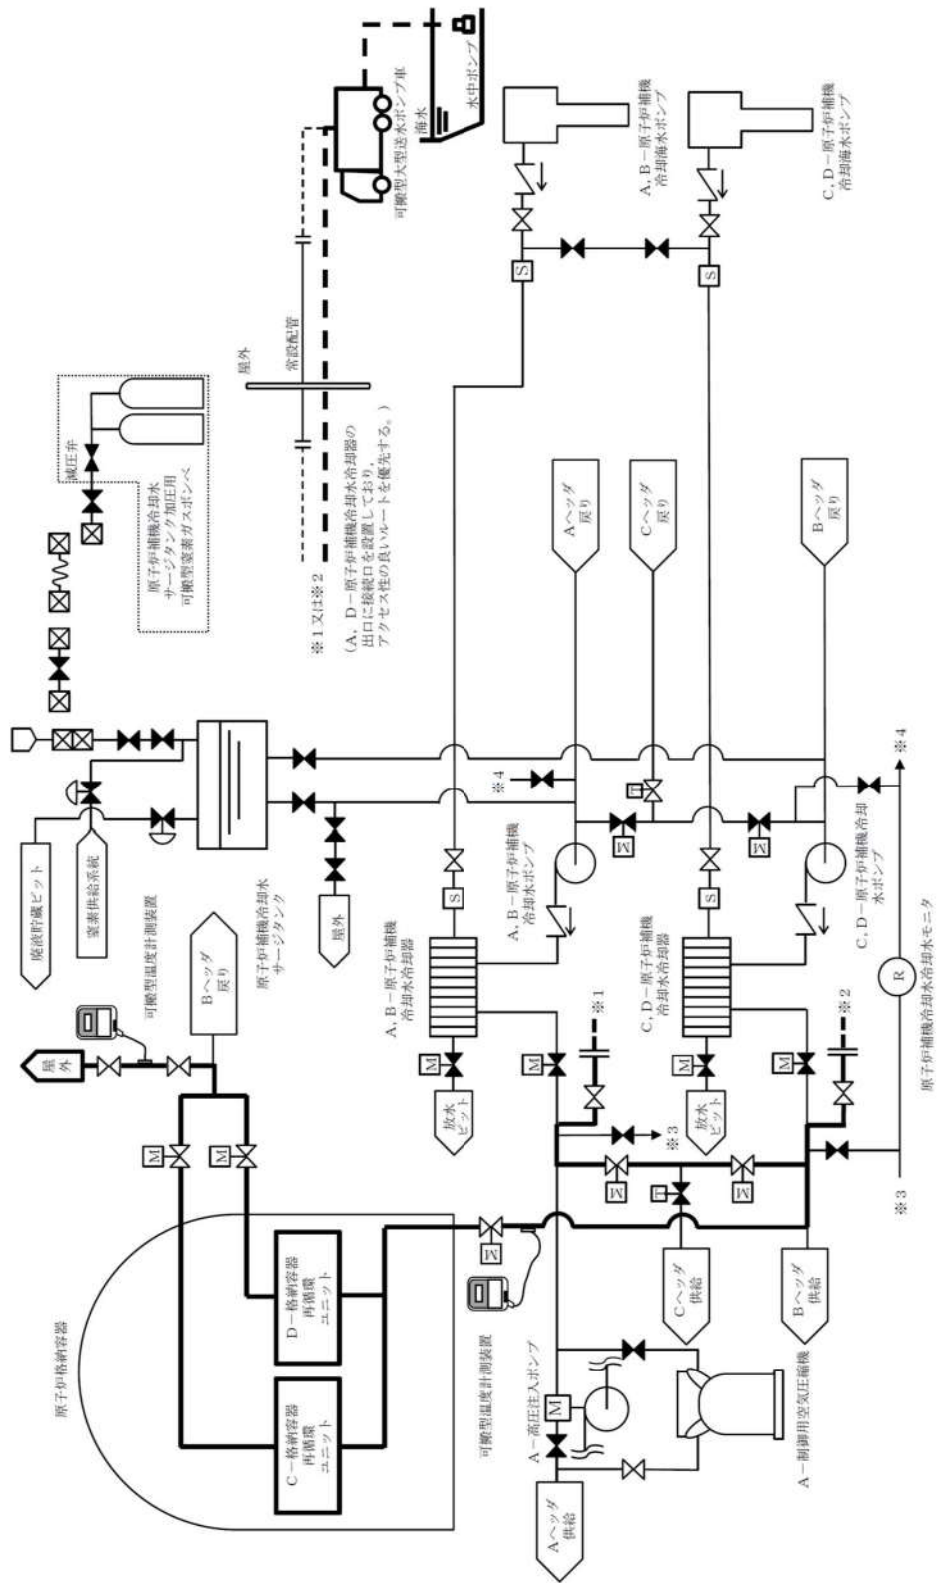 原子炉格納容器
C－格納容器
再循環
ユニット
D－格納容器
再循環
ユニット
M
M
屋外
可搬型温度計測装置
Bヘッダ
戻り
廃液貯蔵ピット
窒素供給系統
原子炉補機冷却水
サージタンク
屋外
減圧弁
原子炉補機冷却水
サージタンク加圧用
可搬型窒素ガスボンベ
屋外
常設配管
※1又は※2
(A, D－原子炉補機冷却水冷却器の
出口に接続口を設置しており,
アクセス性の良いルートを優先する。)
可搬型大型送水ポンプ車
海水
水中ポンプ
M
可搬型温度計測装置
放水
ピット
M
A, B－原子炉補機
冷却水冷却器
S
※4
S
A, B－原子炉補機
冷却海水ポンプ
Aヘッダ
供給
A－高圧注入ポンプ
M
M
※1
※3
A, B－原子炉補機
冷却水ポンプ
Aヘッダ
戻り
M
M
T
Cヘッダ
供給
T
Cヘッダ
戻り
M
M
放水
ピット
M
C, D－原子炉補機
冷却水冷却器
S
S
C, D－原子炉補機
冷却海水ポンプ
A－制御用空気圧縮機
Bヘッダ
供給
M
※2
C, D－原子炉補機冷却
水ポンプ
Bヘッダ
戻り
※3
R
原子炉補機冷却水冷却水モニタ
※4